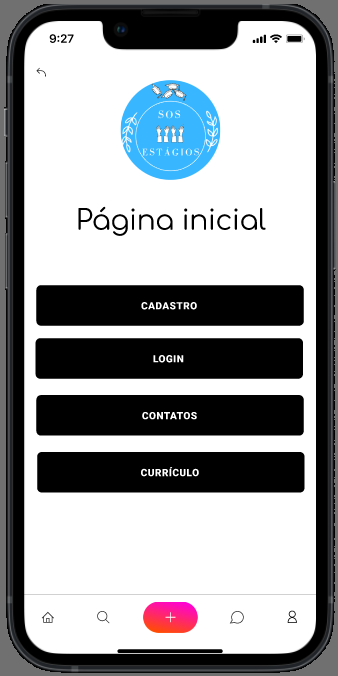 9:27
SOS
ESTÁGIOS
Página inicial
CADASTRO
LOGIN
CONTATOS
CURRÍCULO